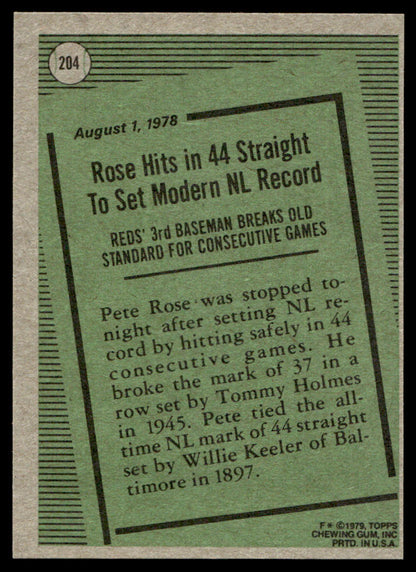 204
August 1, 1978
Rose Hits in 44 Straight
To Set Modern NL Record
REDS' 3rd BASEMAN BREAKS OLD
STANDARD FOR CONSECUTIVE GAMES
Pete Rose was stopped to-
night after setting NL re-
cord by hitting safely in 44
consecutive games. He
broke the mark of 37 in a
row set by Tommy Holmes
in 1945. Pete tied the all-
time NL mark of 44 straight
set by Willie Keeler of Bal-
timore in 1897.
F* ©1979, TOPPS
CHEWING GUM, INC
PRTD. IN U.S.A.